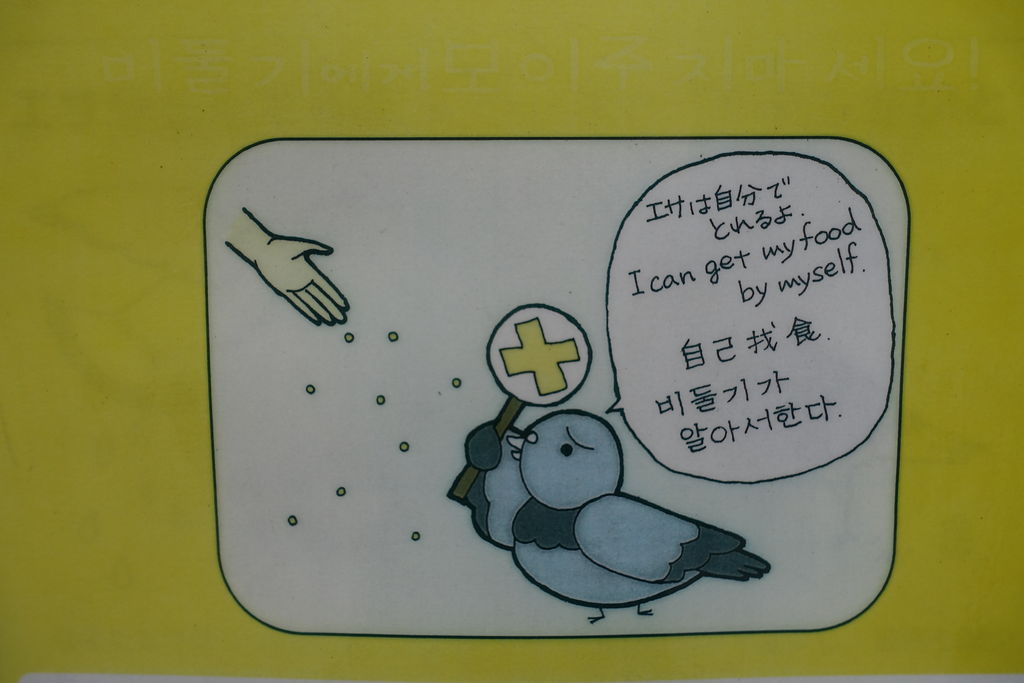 비둘기에게 모이주지마세요!
エサは自分で
とれるよ.
I can get my food
by myself.
自己找食.
비둘기가
알아서한다.